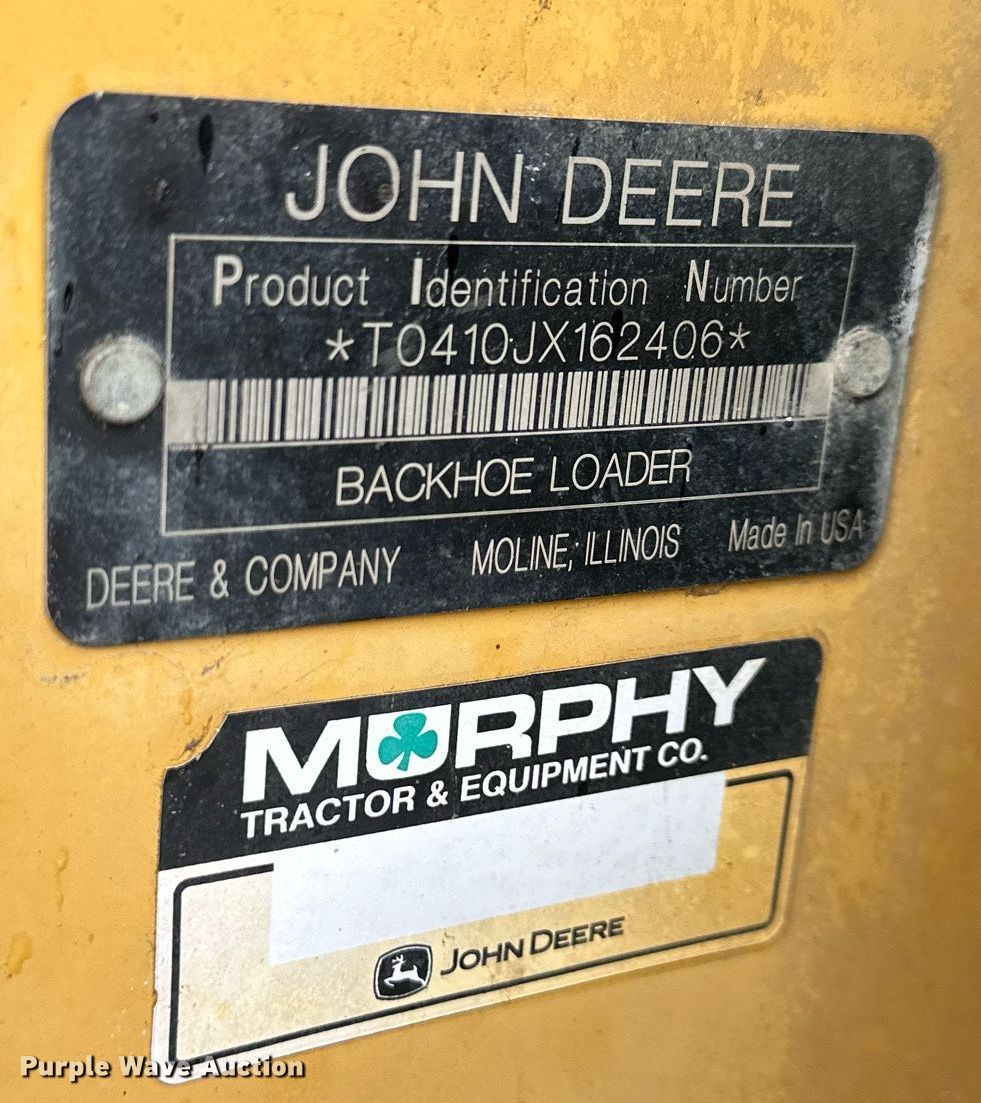 JOHN DEERE
Product Identification Number
*T0410JX162406*
BACKHOE LOADER
DEERE & COMPANY MOLINE, ILLINOIS Made In USA
MURPHY
TRACTOR & EQUIPMENT CO.
JOHN DEERE
Purple Wave Auction